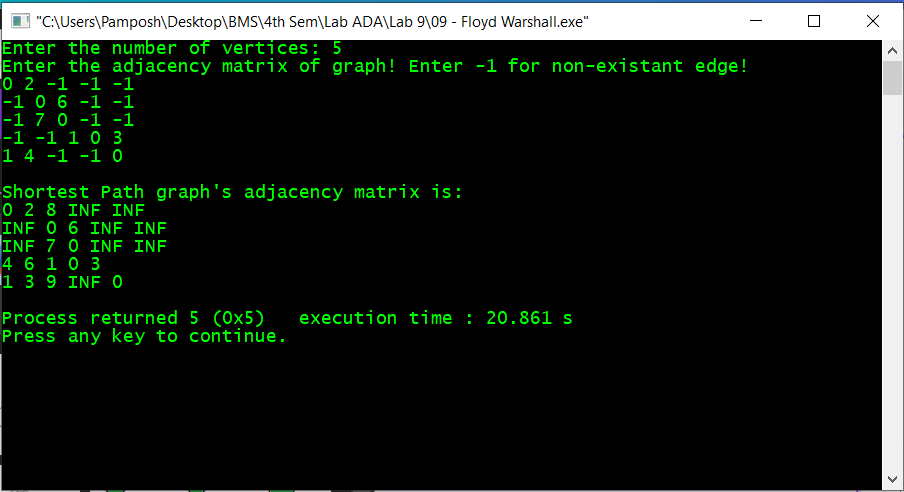 "C:\Users\Pamposh\Desktop\BMS\4th Sem\Lab ADA\Lab 9\09 - Floyd Warshall.exe"
Enter the number of vertices: 5
Enter the adjacency matrix of graph! Enter -1 for non-existant edge!
0 2 -1 -1 -1
-1 0 6 -1 -1
-1 7 0 -1 -1
-1 -1 1 0 3
1 4 -1 -1 0
Shortest Path graph's adjacency matrix is:
0 2 8 INF INF
INF 0 6 INF INF
INF 7 0 INF INF
4 6 1 0 3
1 3 9 INF 0
Process returned 5 (0x5)   execution time : 20.861 s
Press any key to continue.